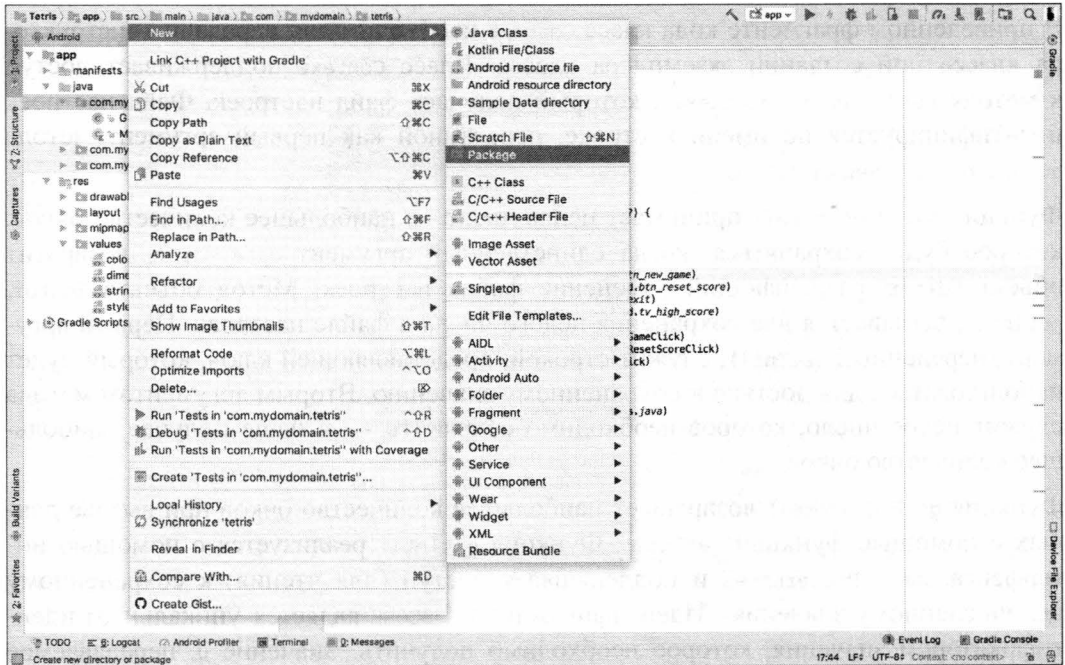 Tetris app src main java com mydomain tetris
app
Android
1: Project
app
manifests
java
com.my
G
M
com.my
com.my
res
drawabl
layout
mipmap
values
colo
dime
strin
style
Gradle Scripts
Z: Structure
Captures
Build Variants
2: Favorites
New
Link C++ Project with Gradle
Cut ⌘X
Copy ⌘C
Copy Path ⇧⌘C
Copy as Plain Text
Copy Reference ⌥⇧⌘C
Paste ⌘V
Find Usages ⌥F7
Find in Path... ⇧⌘F
Replace in Path... ⇧⌘R
Analyze
Refactor
Add to Favorites
Show Image Thumbnails ⇧⌘T
Reformat Code ⌥⌘L
Optimize Imports ^⌥O
Delete... ⌦
Run 'Tests in 'com.mydomain.tetris'' ^⇧R
Debug 'Tests in 'com.mydomain.tetris'' ^⇧D
Run 'Tests in 'com.mydomain.tetris'' with Coverage
Create 'Tests in 'com.mydomain.tetris''...
Local History
Synchronize 'tetris'
Reveal in Finder
Compare With... ⌘D
Create Gist...
Java Class
Kotlin File/Class
Android resource file
Android resource directory
Sample Data directory
File
Scratch File ⇧⌘N
Package
C++ Class
C/C++ Source File
C/C++ Header File
Image Asset
Vector Asset
Singleton
Edit File Templates...
AIDL
Activity
Android Auto
Folder
Fragment
Google
Other
Service
UI Component
Wear
Widget
XML
Resource Bundle
?) {
n_new_game)
.btn_reset_score)
exit)
.tv_high_score)
GameClick)
ResetScoreClick)
ick)
s.java)
Gradle
Device File Explorer
TODO 6: Logcat Android Profiler Terminal 0: Messages
Event Log Gradle Console
Create new directory or package
17:44 LF÷ UTF-8÷ Context: <no context>